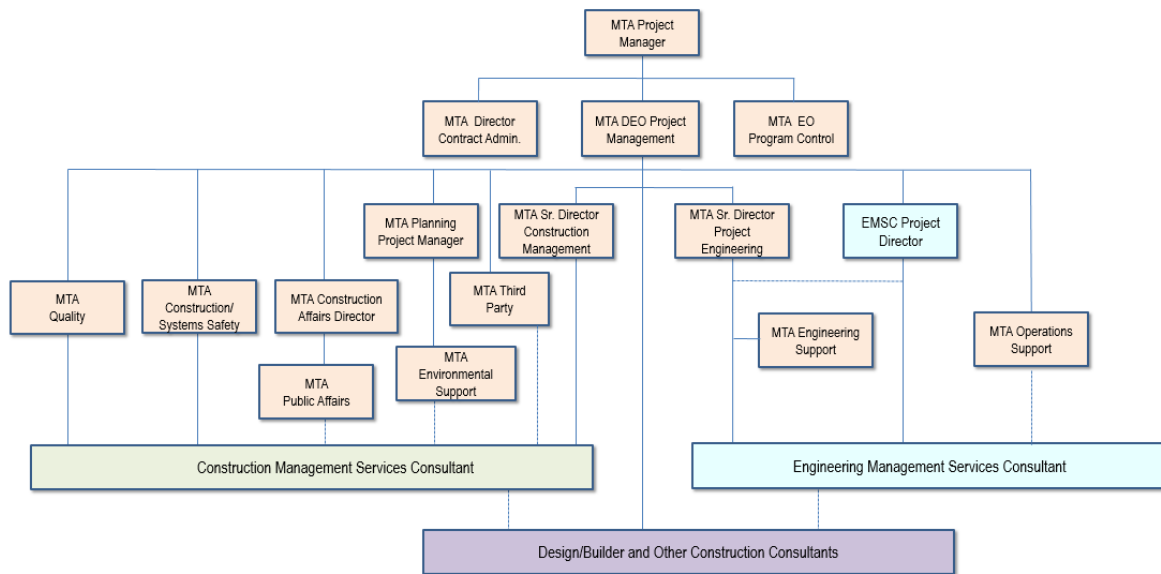 MTA Project
Manager
MTA Director
Contract Admin.
MTA DEO Project
Management
MTA EO
Program Control
MTA Planning
Project Manager
MTA Sr. Director
Construction
Management
MTA Sr. Director
Project
Engineering
EMSC Project
Director
MTA
Quality
MTA
Construction/
Systems Safety
MTA Construction
Affairs Director
MTA Third
Party
MTA Engineering
Support
MTA Operations
Support
MTA
Public Affairs
MTA
Environmental
Support
Construction Management Services Consultant
Engineering Management Services Consultant
Design/Builder and Other Construction Consultants